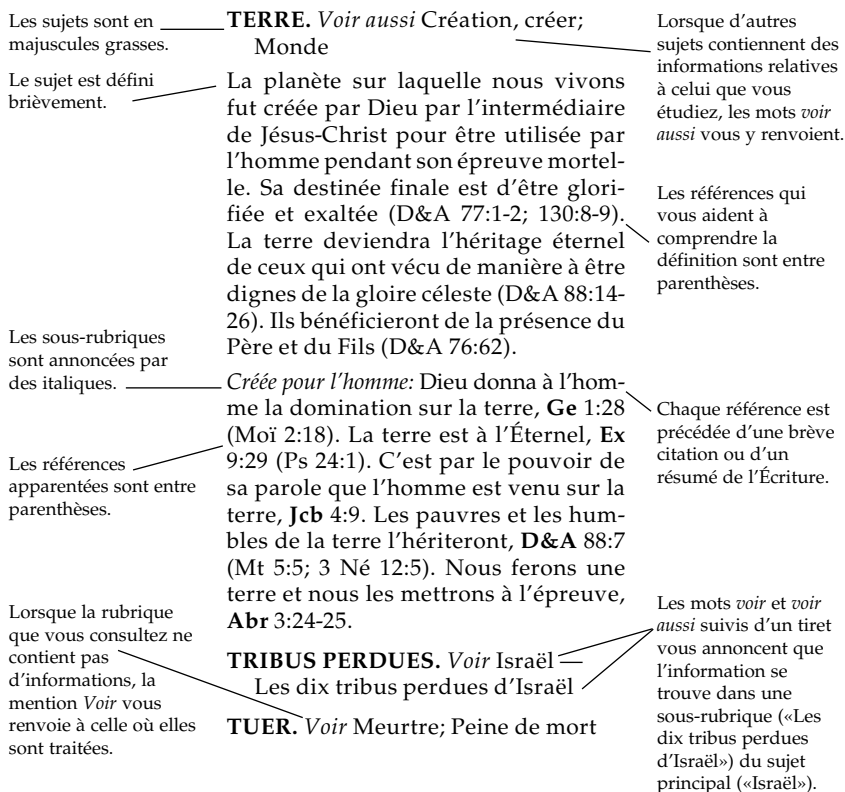 Les sujets sont en
majuscules grasses.
Le sujet est défini
brièvement.
Les sous-rubriques
sont annoncées par
des italiques.
Les références
apparentées sont entre
parenthèses.
Lorsque la rubrique
que vous consultez ne
contient pas
d'informations, la
mention Voir vous
renvoie à celle où elles
sont traitées.
TERRE. Voir aussi Création, créer;
Monde
La planète sur laquelle nous vivons
fut créée par Dieu par l'intermédiaire
de Jésus-Christ pour être utilisée par
l'homme pendant son épreuve mortel-
le. Sa destinée finale est d'être glori-
fiée et exaltée (D&A 77:1-2; 130:8-9).
La terre deviendra l'héritage éternel
de ceux qui ont vécu de manière à être
dignes de la gloire céleste (D&A 88:14-
26). Ils bénéficieront de la présence du
Père et du Fils (D&A 76:62).
Créée pour l'homme: Dieu donna à l'hom-
me la domination sur la terre, Ge 1:28
(Moï 2:18). La terre est à l'Éternel, Ex
9:29 (Ps 24:1). C'est par le pouvoir de
sa parole que l'homme est venu sur la
terre, Jcb 4:9. Les pauvres et les hum-
bles de la terre l'hériteront, D&A 88:7
(Mt 5:5; 3 Né 12:5). Nous ferons une
terre et nous les mettrons à l'épreuve,
Abr 3:24-25.
TRIBUS PERDUES. Voir Israël —
Les dix tribus perdues d'Israël
TUER. Voir Meurtre; Peine de mort
Lorsque d'autres
sujets contiennent des
informations relatives
à celui que vous
étudiez, les mots voir
aussi vous y renvoient.
Les références qui
vous aident à
comprendre la
définition sont entre
parenthèses.
Chaque référence est
précédée d'une brève
citation ou d'un
résumé de l'Écriture.
Les mots voir et voir
aussi suivis d'un tiret
vous annoncent que
l'information se
trouve dans une
sous-rubrique («Les
dix tribus perdues
d'Israël») du sujet
principal («Israël»).